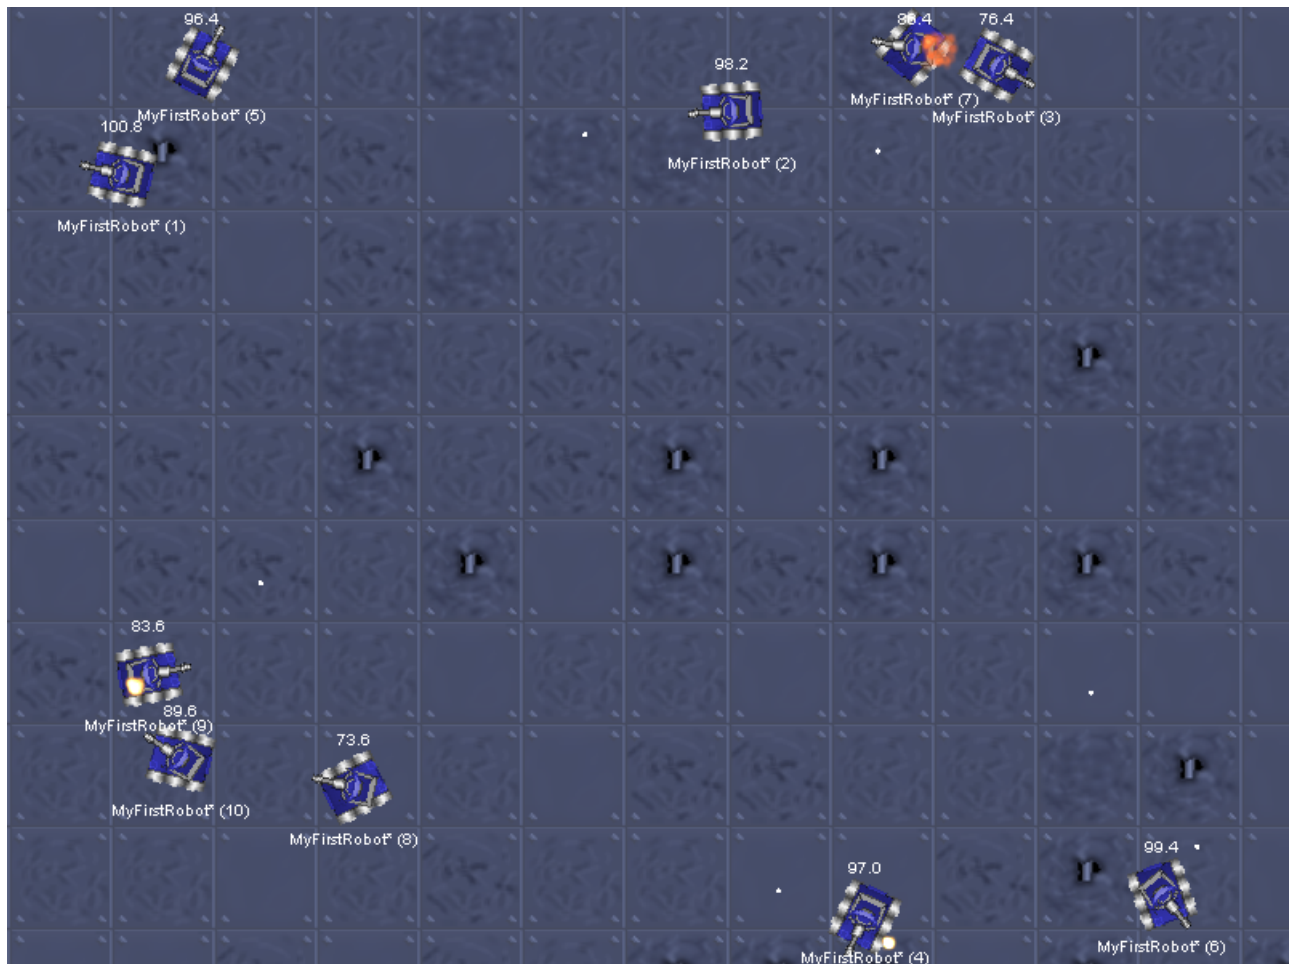 96.4
MyFirstRobot* (5)
100.8
MyFirstRobot* (1)
98.2
MyFirstRobot* (2)
MyFirstRobot* (7)
76.4
MyFirstRobot* (3)
83.6
MyFirstRobot* (9)
89.6
MyFirstRobot* (10)
73.6
MyFirstRobot* (8)
97.0
MyFirstRobot* (4)
99.4
MyFirstRobot* (6)